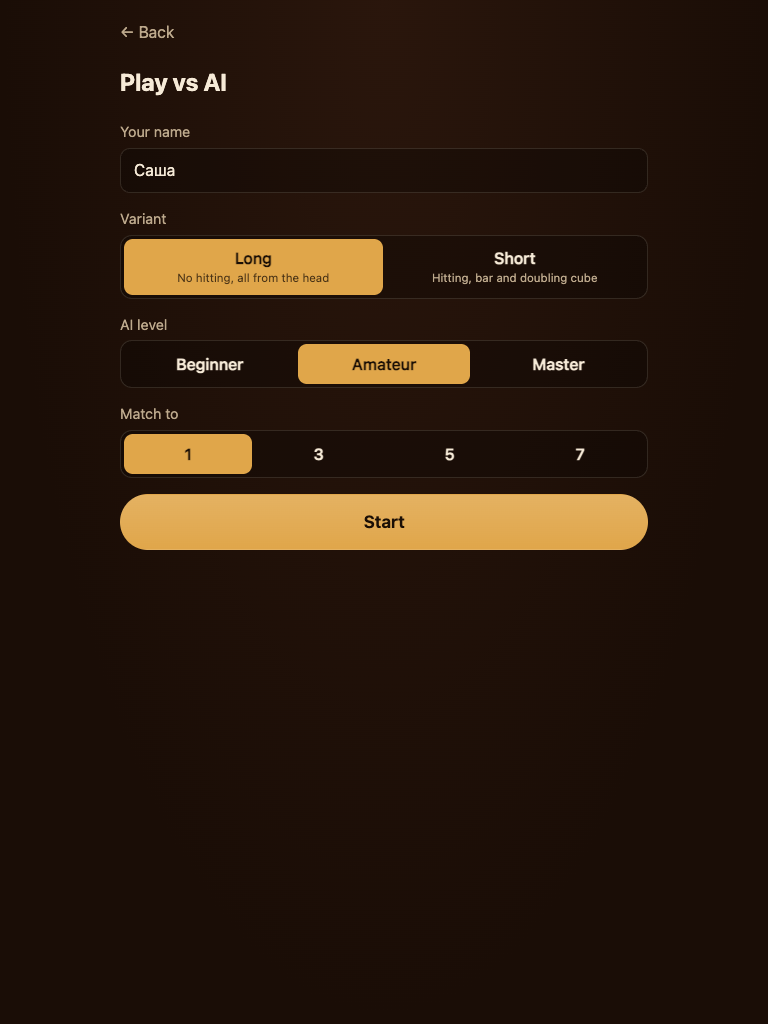 ← Back
Play vs AI
Your name
Саша
Variant
Long
No hitting, all from the head
Short
Hitting, bar and doubling cube
AI level
Beginner
Amateur
Master
Match to
1
3
5
7
Start